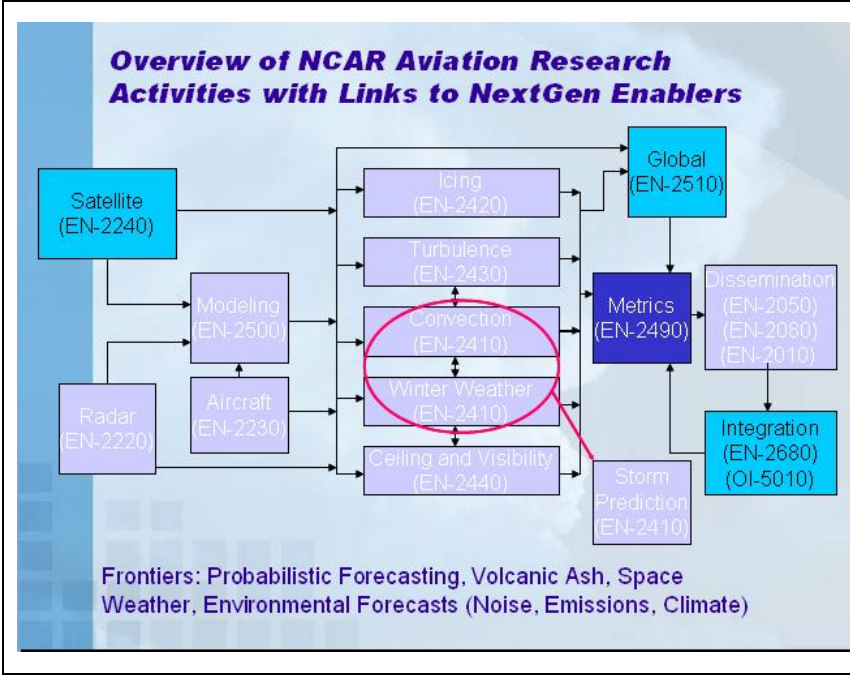 Overview of NCAR Aviation Research
Activities with Links to NextGen Enablers
Global
(EN-2510)
Icing
(EN-2420)
Satellite
(EN-2240)
Turbulence
(EN-2430)
Dissemination
(EN-2050)
(EN-2080)
(EN-2010)
Modeling
(EN-2500)
Convection
(EN-2410)
Metrics
(EN-2490)
Winter Weather
(EN-2410)
Aircraft
(EN-2230)
Radar
(EN-2220)
Integration
(EN-2680)
(OI-5010)
Ceiling and Visibility
(EN-2440)
Storm
Prediction
(EN-2410)
Frontiers: Probabilistic Forecasting, Volcanic Ash, Space
Weather, Environmental Forecasts (Noise, Emissions, Climate)